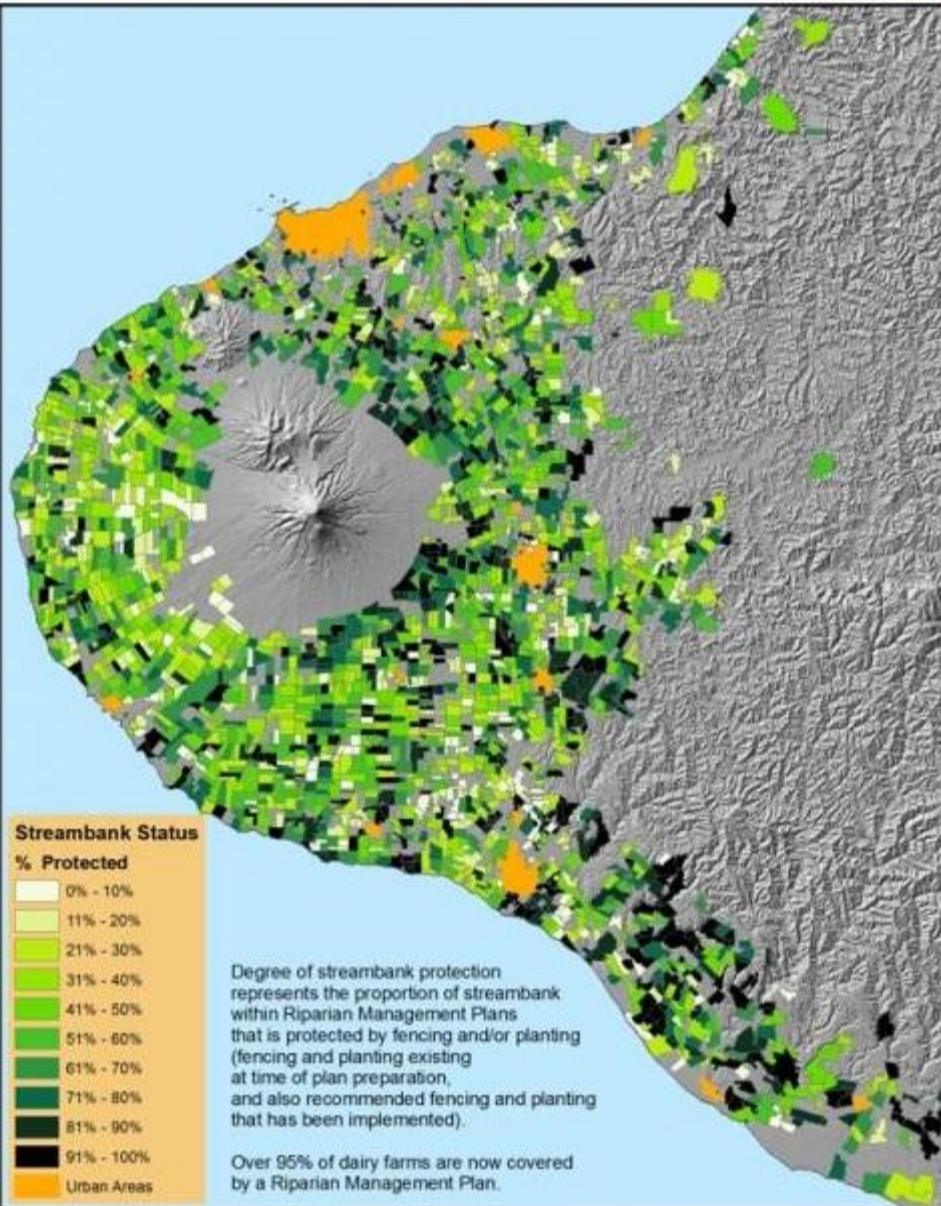 Streambank Status
% Protected
0% - 10%
11% - 20%
21% - 30%
31% - 40%
41% - 50%
51% - 60%
61% - 70%
71% - 80%
81% - 90%
91% - 100%
Urban Areas
Degree of streambank protection
represents the proportion of streambank
within Riparian Management Plans
that is protected by fencing and/or planting
(fencing and planting existing
at time of plan preparation,
and also recommended fencing and planting
that has been implemented).
Over 95% of dairy farms are now covered
by a Riparian Management Plan.